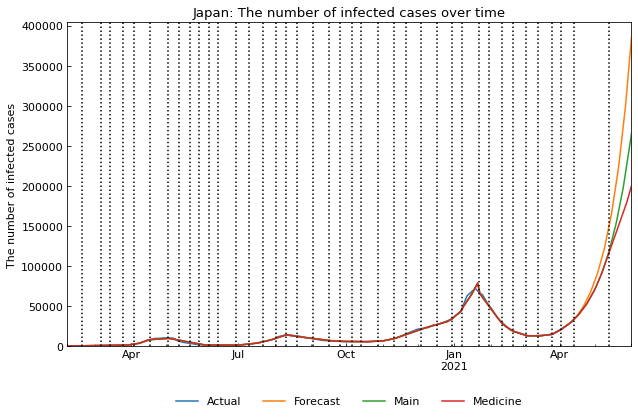 Japan: The number of infected cases over time
The number of infected cases
400000
350000
300000
250000
200000
150000
100000
50000
0
Apr Jul Oct Jan Apr
2021
Actual Forecast Main Medicine